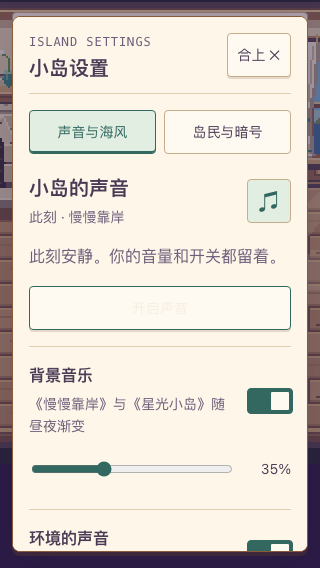 ISLAND SETTINGS
小岛设置
合上 ×
声音与海风
岛民与暗号
小岛的声音
此刻 · 慢慢靠岸
此刻安静。你的音量和开关都留着。
开启声音
背景音乐
《慢慢靠岸》与《星光小岛》随
昼夜渐变
35%
环境的声音